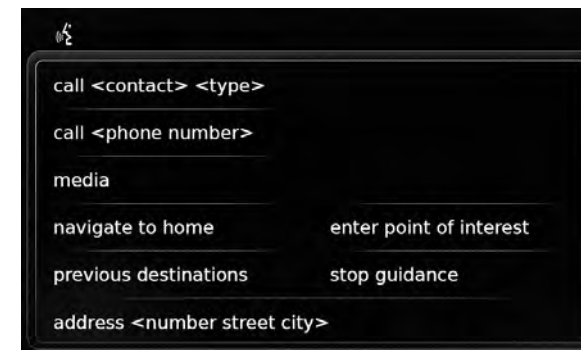 call <contact> <type>
call <phone number>
media
navigate to home
enter point of interest
previous destinations
stop guidance
address <number street city>